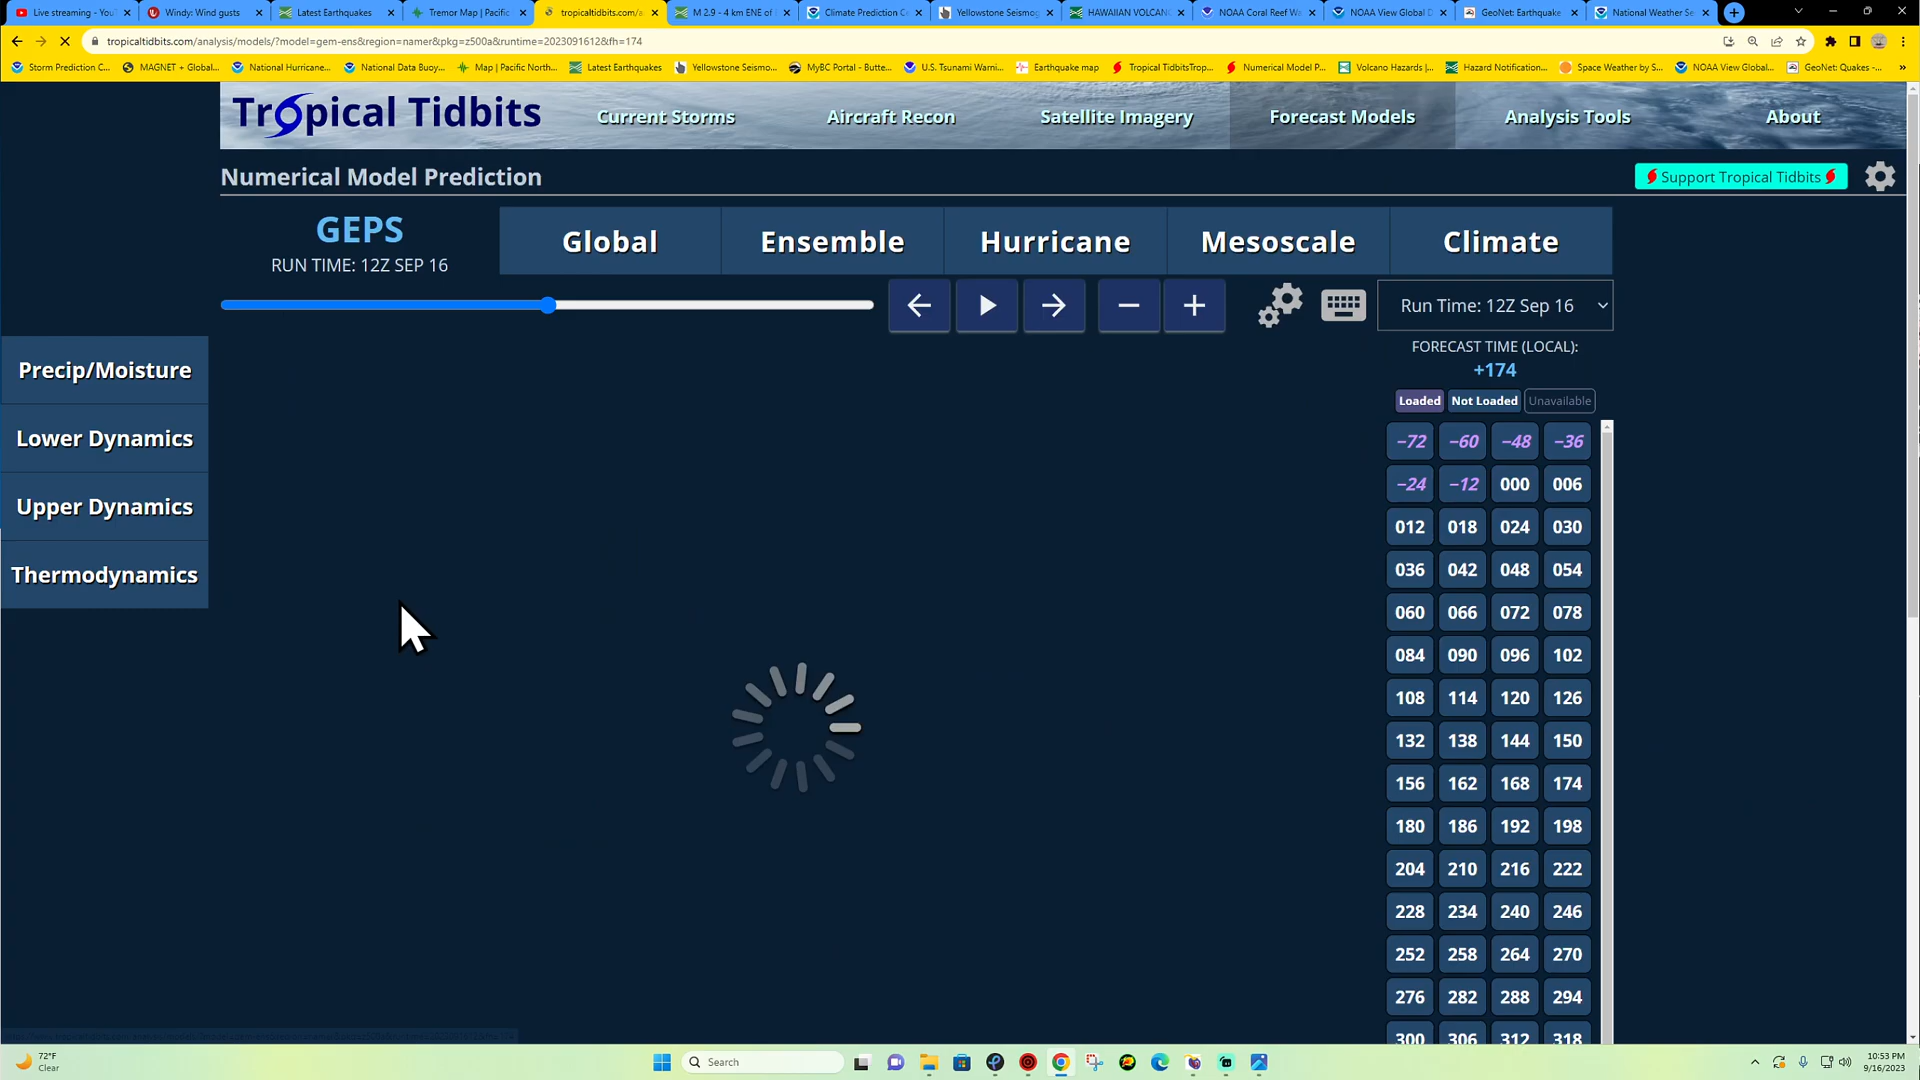 Live streaming - YouT
Windy: Wind gusts
Latest Earthquakes
Tremor Map | Pacific
tropicaltidbits.com/a
M 2.9 - 4 km ENE of
Climate Prediction C
Yellowstone Seismog
HAWAIIAN VOLCAN
NOAA Coral Reef Wa
NOAA View Global D
GeoNet: Earthquake
National Weather Se
tropicaltidbits.com/analysis/models/?model=gem-ens&region=namer&pkg=z500a&runtime=2023091612&fh=174
Storm Prediction C...
MAGNET + Global...
National Hurricane...
National Data Buoy...
Map | Pacific North...
Latest Earthquakes
Yellowstone Seismo...
MyBC Portal - Butte...
U.S. Tsunami Warni...
Earthquake map
Tropical TidbitsTrop...
Numerical Model P...
Volcano Hazards |...
Hazard Notification...
Space Weather by S...
NOAA View Global...
GeoNet: Quakes -...
Tropical Tidbits
Current Storms
Aircraft Recon
Satellite Imagery
Forecast Models
Analysis Tools
About
Numerical Model Prediction
Support Tropical Tidbits
GEPS
RUN TIME: 12Z SEP 16
Global
Ensemble
Hurricane
Mesoscale
Climate
Run Time: 12Z Sep 16
FORECAST TIME (LOCAL):
+174
Loaded Not Loaded Unavailable
Precip/Moisture
Lower Dynamics
Upper Dynamics
Thermodynamics
−72 −60 −48 −36
−24 −12 000 006
012 018 024 030
036 042 048 054
060 066 072 078
084 090 096 102
108 114 120 126
132 138 144 150
156 162 168 174
180 186 192 198
204 210 216 222
228 234 240 246
252 258 264 270
276 282 288 294
300 306 312 318
72°F
Clear
Search
10:53 PM
9/16/2023